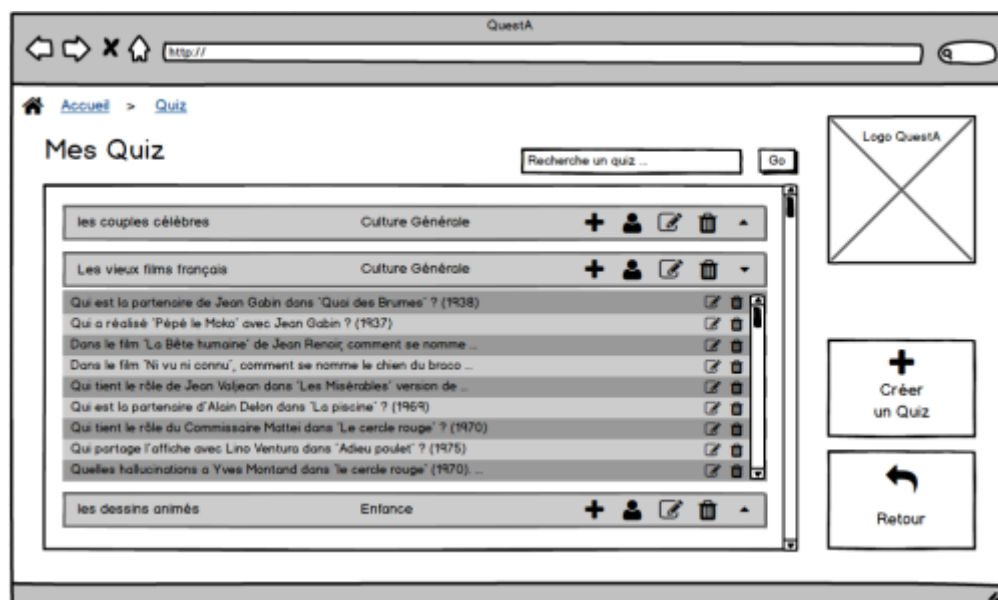 QuestA
http://
Accueil > Quiz
Mes Quiz
Recherche un quiz ...
Go
Logo QuestA
les couples célèbres Culture Générale
Les vieux films français Culture Générale
Qui est la partenaire de Jean Gabin dans "Quai des Brumes" ? (1938)
Qui a réalisé "Pépé le Moko" avec Jean Gabin ? (1937)
Dans le film "La Bête humaine" de Jean Renoir, comment se nomme ...
Dans le film "Ni vu ni connu", comment se nomme le chien du braco ...
Qui tient le rôle de Jean Valjean dans "Les Misérables" version de ...
Qui est la partenaire d'Alain Delon dans "La piscine" ? (1969)
Qui tient le rôle du Commissaire Mattei dans "Le cercle rouge" ? (1970)
Qui partage l'affiche avec Lino Ventura dans "Adieu poulet" ? (1975)
Quelles hallucinations a Yves Montand dans "le cercle rouge" (1970). ...
les dessins animés Enfance
Créer
un Quiz
Retour